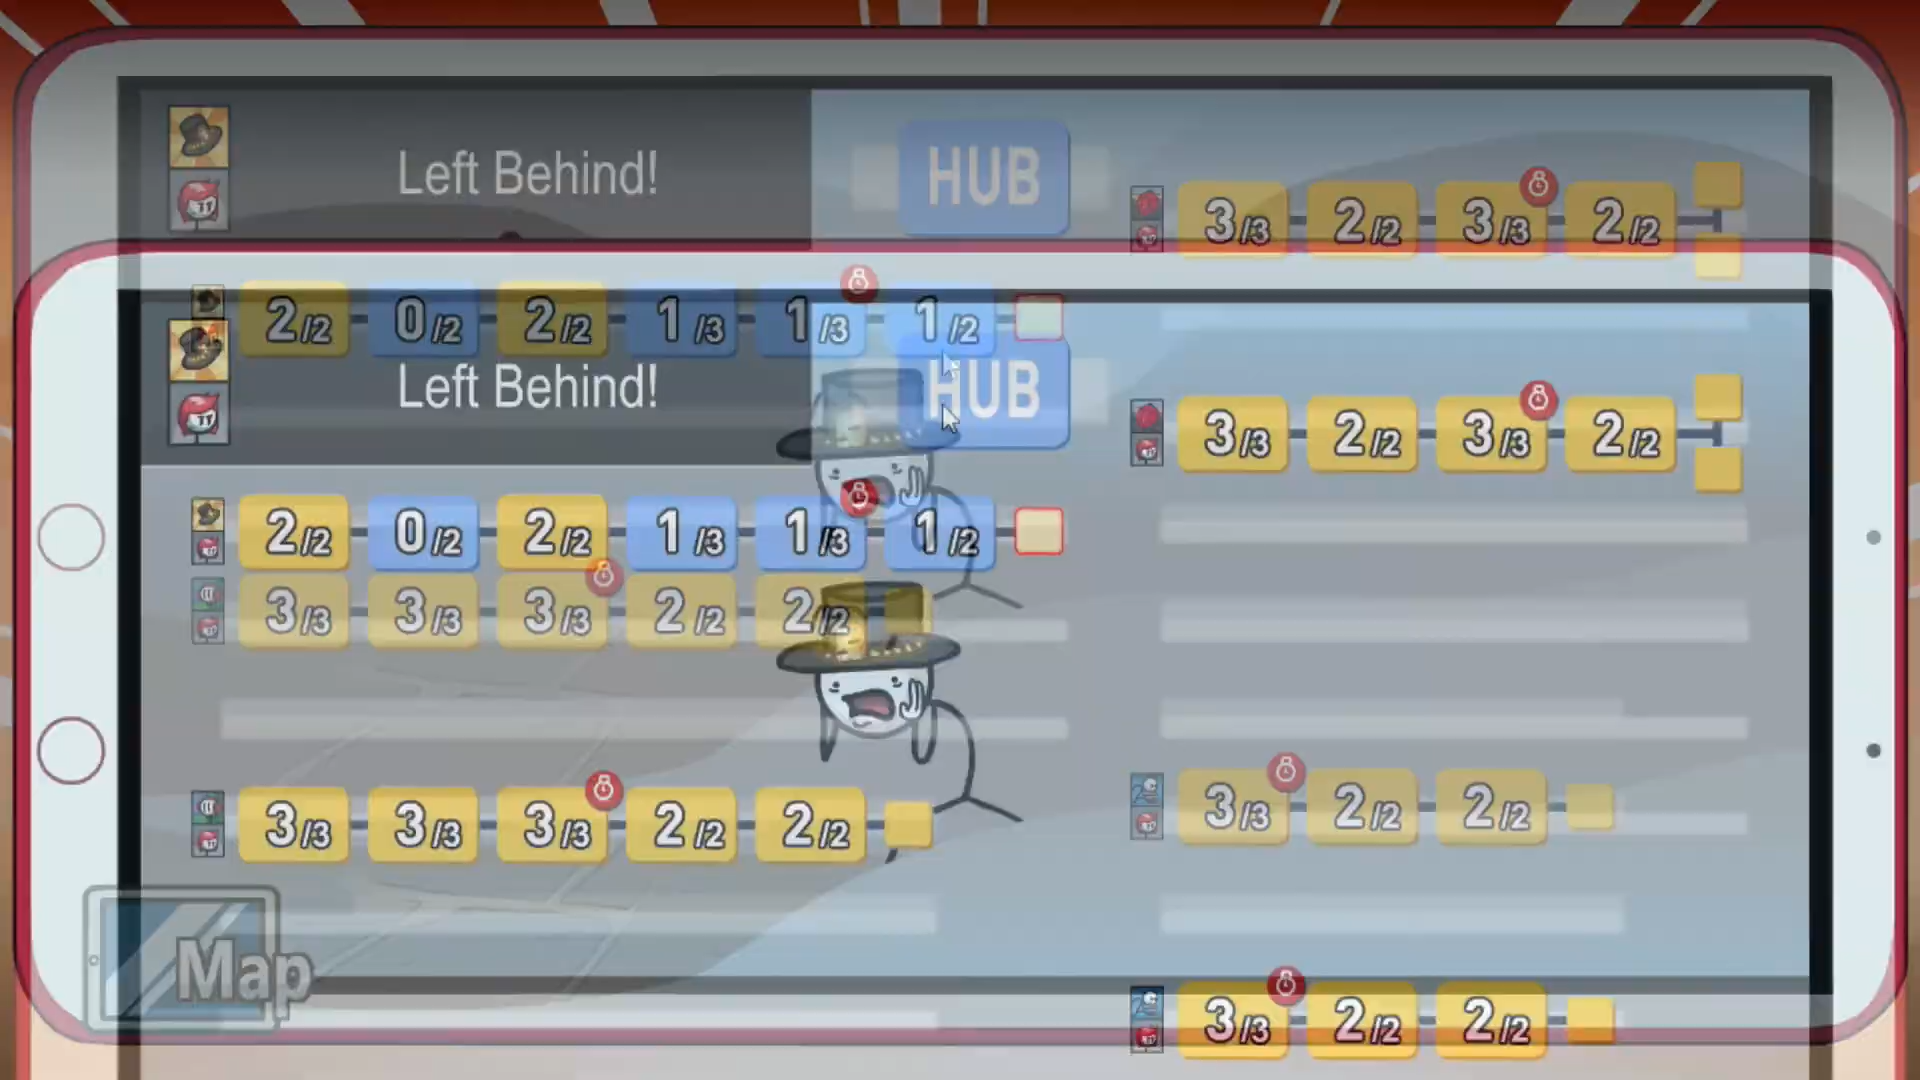 Left Behind!
HUB
3/3 2/2 3/3 2/2
2/2 0/2 2/2 1/3 1/3 1/2
Left Behind!
HUB
3/3 2/2 3/3 2/2
2/2 0/2 2/2 1/3 1/3 1/2
3/3 3/3 3/3 2/2 2/2
3/3 2/2 2/2
3/3 3/3 3/3 2/2 2/2
Map
3/3 2/2 2/2